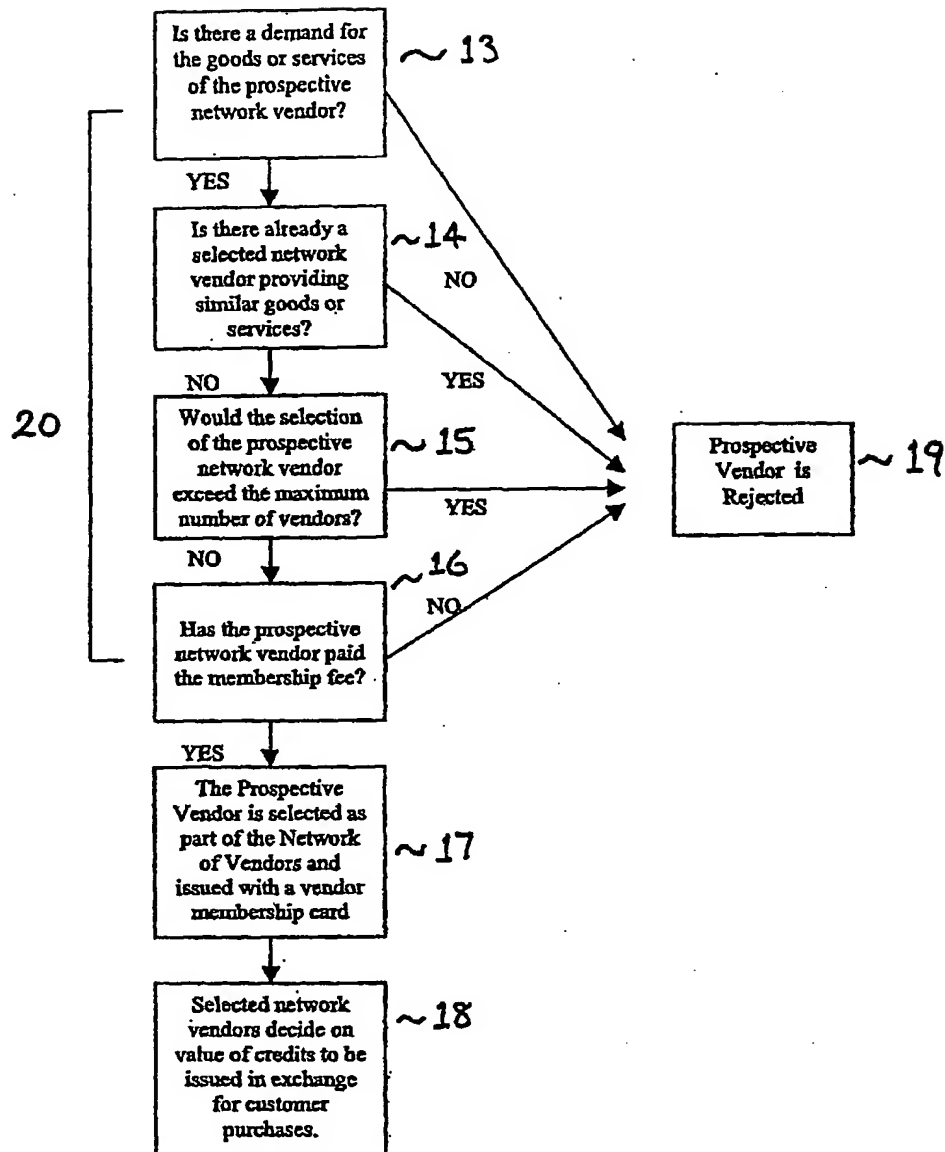 Is there a demand for
the goods or services
of the prospective
network vendor?
~ 13
YES
Is there already a
selected network
vendor providing
similar goods or
services?
~14
NO
NO
YES
20
Would the selection
of the prospective
network vendor
exceed the maximum
number of vendors?
~ 15
YES
Prospective
Vendor is
Rejected
~ 19
NO
~16
NO
Has the prospective
network vendor paid
the membership fee?
YES
The Prospective
Vendor is selected as
part of the Network
of Vendors and
issued with a vendor
membership card
~17
Selected network
vendors decide on
value of credits to be
issued in exchange
for customer
purchases.
~18